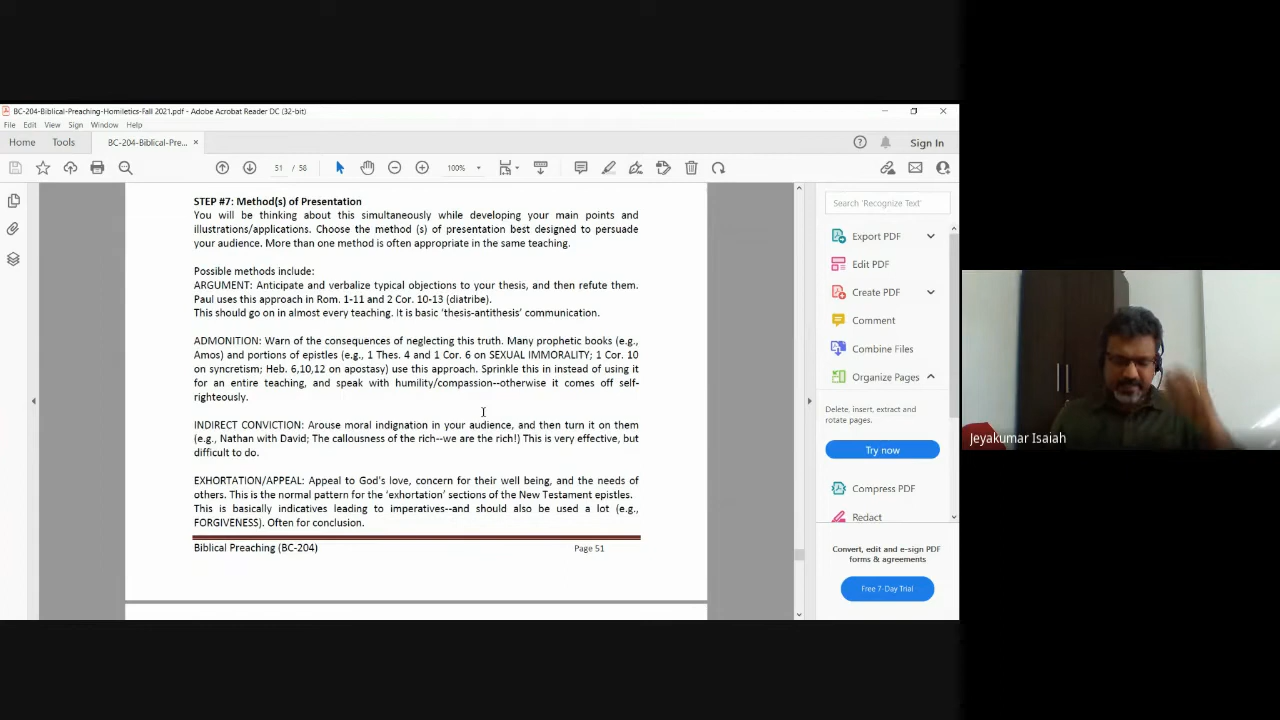 BC-204-Biblical-Preaching-Homiletics-Fall 2021.pdf - Adobe Acrobat Reader DC (32-bit)
File Edit View Sign Window Help
Home Tools BC-204-Biblical-Pre... × Sign In
51 / 58 100%
STEP #7: Method(s) of Presentation
You will be thinking about this simultaneously while developing your main points and
illustrations/applications. Choose the method (s) of presentation best designed to persuade
your audience. More than one method is often appropriate in the same teaching.
Possible methods include:
ARGUMENT: Anticipate and verbalize typical objections to your thesis, and then refute them.
Paul uses this approach in Rom. 1-11 and 2 Cor. 10-13 (diatribe).
This should go on in almost every teaching. It is basic 'thesis-antithesis' communication.
ADMONITION: Warn of the consequences of neglecting this truth. Many prophetic books (e.g.,
Amos) and portions of epistles (e.g., 1 Thes. 4 and 1 Cor. 6 on SEXUAL IMMORALITY; 1 Cor. 10
on syncretism; Heb. 6,10,12 on apostasy) use this approach. Sprinkle this in instead of using it
for an entire teaching, and speak with humility/compassion--otherwise it comes off self-
righteously.
INDIRECT CONVICTION: Arouse moral indignation in your audience, and then turn it on them
(e.g., Nathan with David; The callousness of the rich--we are the rich!) This is very effective, but
difficult to do.
EXHORTATION/APPEAL: Appeal to God's love, concern for their well being, and the needs of
others. This is the normal pattern for the 'exhortation' sections of the New Testament epistles.
This is basically indicatives leading to imperatives--and should also be used a lot (e.g.,
FORGIVENESS). Often for conclusion.
Biblical Preaching (BC-204) Page 51
Search 'Recognize Text'
Export PDF
Edit PDF
Create PDF
Comment
Combine Files
Organize Pages
Delete, insert, extract and
rotate pages.
Try now
Compress PDF
Redact
Convert, edit and e-sign PDF
forms & agreements
Free 7-Day Trial
Jeyakumar Isaiah